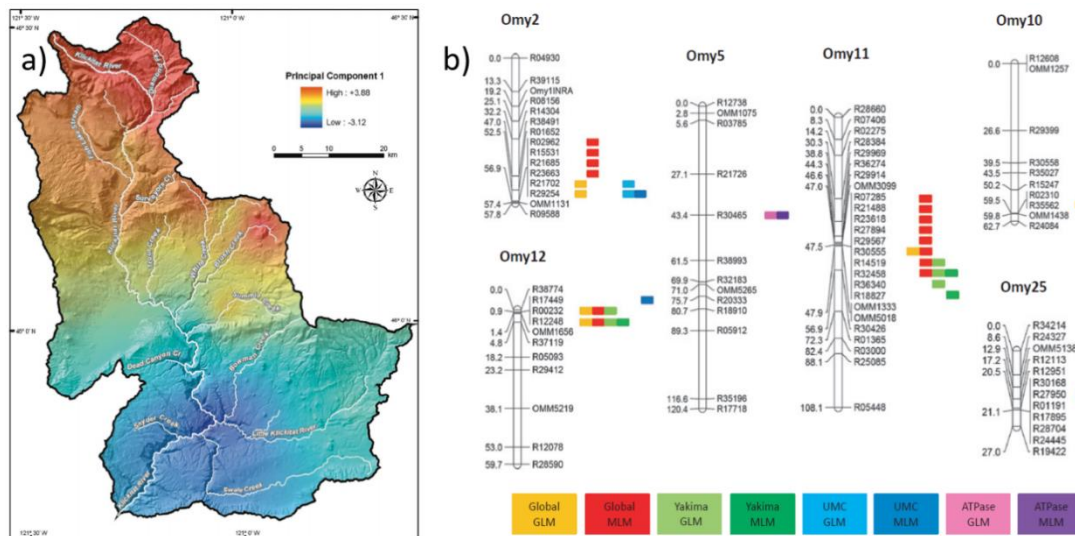 a)
121° 30'
121° 0'
Klickitat River
Principal Component 1
High : +3.88
Low : -3.12
0 10 20
km
Dead Canyon Cr
Snyder Creek
Little Klickitat River
Swale Creek
b)
Omy2
0.0 R04930
13.3 R39115
19.2 Omy1INRA
25.1 R08156
32.2 R14304
47.0 R38491
52.5 R01652
R02962
R15531
56.9 R21685
R23663
R21702
R29254
57.4 OMM1131
57.8 R09588
Omy12
0.0 R38774
R17449
0.9 R00232
R12248
1.4 OMM1656
4.8 R37119
18.2 R05093
23.2 R29412
38.1 OMM5219
53.0 R12078
59.7 R28590
Omy5
0.0 R12738
2.8 OMM1075
5.6 R03785
27.1 R21726
43.4 R30465
61.5 R38993
69.9 R32183
71.0 OMM5265
75.7 R20333
80.7 R18910
89.3 R05912
116.6 R35196
120.4 R17718
Omy11
0.0 R28660
8.3 R07406
14.2 R02275
30.3 R28384
38.8 R29969
44.3 R36274
46.6 R29914
47.0 OMM3099
R07285
R21488
R23618
R27894
47.5 R29567
R30555
R14519
R32458
R36340
R18827
47.9 OMM1333
OMM5018
56.9 R30426
72.3 R01365
82.4 R03000
88.1 R25085
108.1 R05448
Omy10
0.0 R12608
OMM1257
26.6 R29399
39.5 R30558
43.5 R35027
50.2 R15247
59.5 R02310
R35562
59.8 OMM1438
62.7 R24084
Omy25
0.0 R34214
8.6 R24327
12.9 OMM5138
17.2 R12113
20.5 R12951
R30168
R27950
21.1 R01191
R17895
R28704
R24445
27.0 R19422
Global GLM
Global MLM
Yakima GLM
Yakima MLM
UMC GLM
UMC MLM
ATPase GLM
ATPase MLM